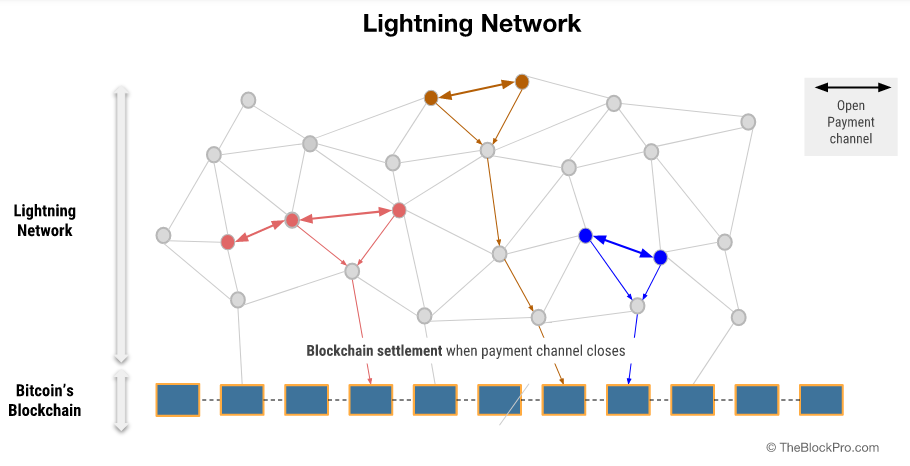 Lightning Network
Open
Payment
channel
Lightning
Network
Blockchain settlement when payment channel closes
Bitcoin's
Blockchain
© TheBlockPro.com